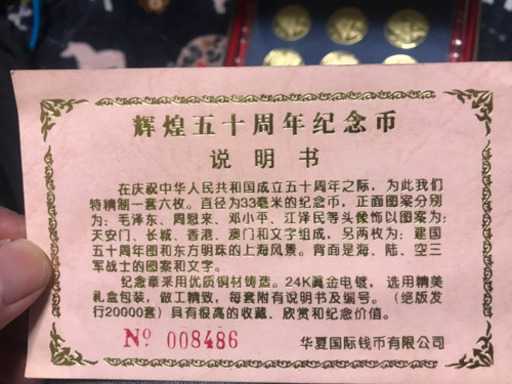 辉煌五十周年纪念币
说明书
在庆祝中华人民共和国成立五十周年之际，为此我们
特精制一套六枚。直径为33毫米的纪念币，正面图案分别
为：毛泽东、周恩来、邓小平、江泽民等头像饰以图案为：
天安门、长城、香港、澳门和文字组成，另两枚为：建国
五十周年图和东方明珠的上海风景。背面是海、陆、空三
军战士的图案和文字。
纪念章采用优质铜材铸造。24K翼金电镀，选用精美
礼盒包装，做工精致，每套附有说明书及编号。（绝版发
行20000套）具有很高的收藏、欣赏和纪念价值。
Nº 008486
华夏国际钱币有限公司